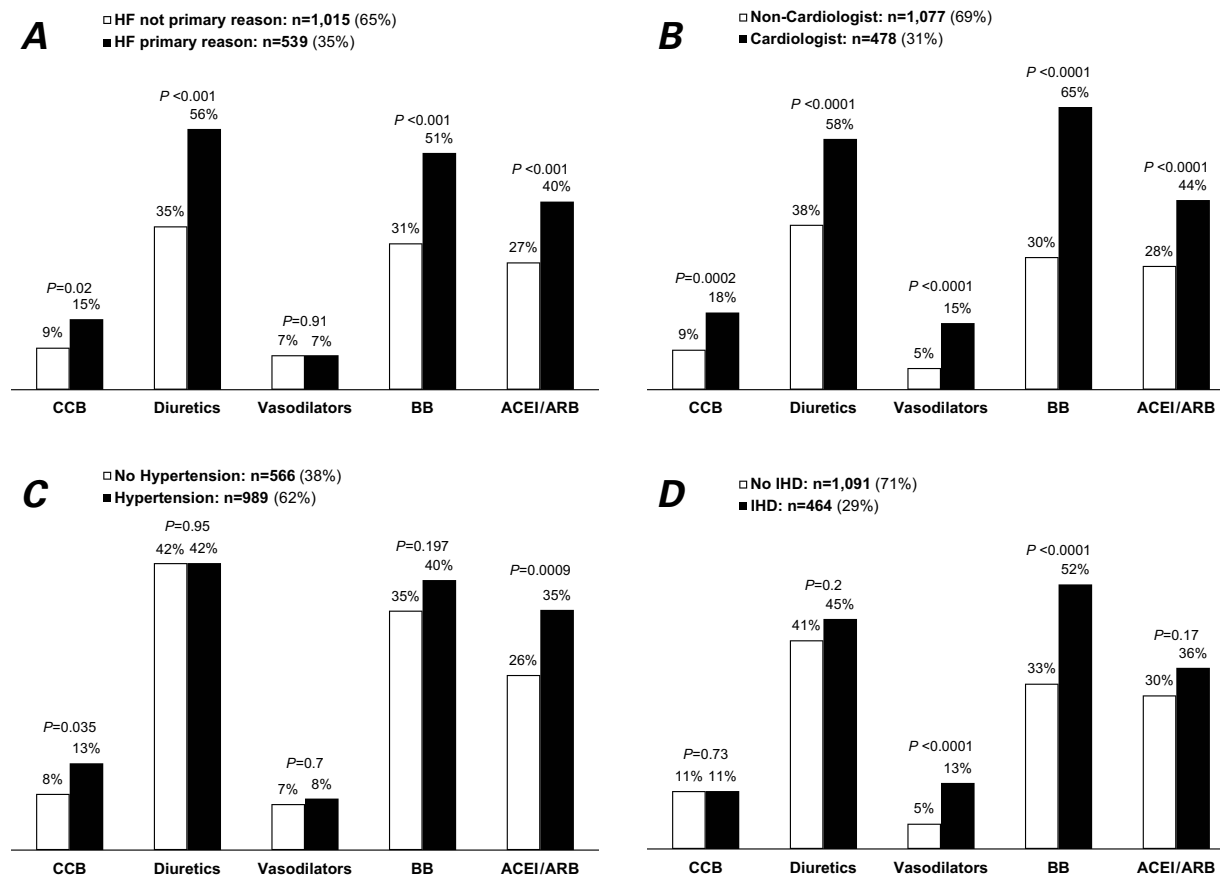 A
HF not primary reason: n=1,015 (65%)
HF primary reason: n=539 (35%)
P <0.001
56%
P <0.001
51%
P <0.001
40%
35%
31%
27%
P=0.02
15%
9%
P=0.91
7% 7%
CCB Diuretics Vasodilators BB ACEI/ARB
B
Non-Cardiologist: n=1,077 (69%)
Cardiologist: n=478 (31%)
P <0.0001
65%
P <0.0001
58%
P <0.0001
44%
38%
30%
28%
P=0.0002
18%
P <0.0001
15%
9%
5%
CCB Diuretics Vasodilators BB ACEI/ARB
C
No Hypertension: n=566 (38%)
Hypertension: n=989 (62%)
P=0.95
42% 42%
P=0.197
40%
P=0.0009
35%
35%
26%
P=0.035
13%
8%
P=0.7
7% 8%
CCB Diuretics Vasodilators BB ACEI/ARB
D
No IHD: n=1,091 (71%)
IHD: n=464 (29%)
P <0.0001
52%
P=0.2
45%
41%
P=0.17
36%
33%
30%
P=0.73
11% 11%
P <0.0001
13%
5%
CCB Diuretics Vasodilators BB ACEI/ARB